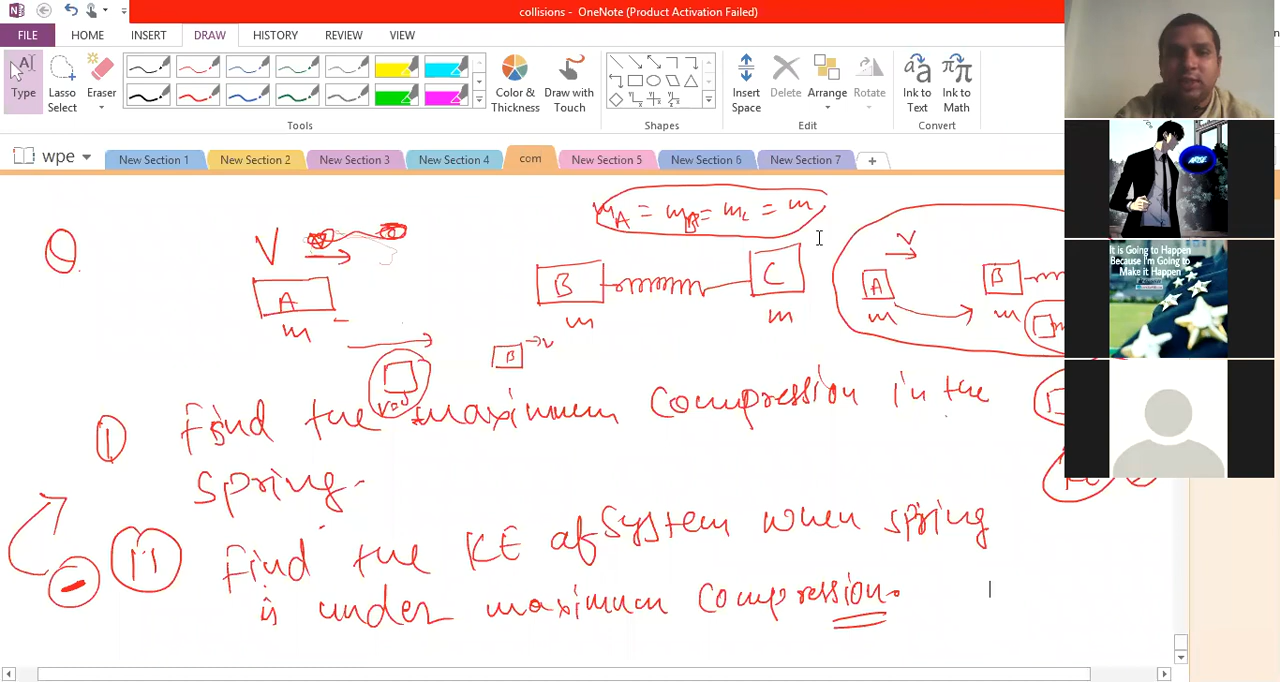 collisions - OneNote (Product Activation Failed)
FILE HOME INSERT DRAW HISTORY REVIEW VIEW
Type
Lasso Select
Eraser
Color & Thickness
Draw with Touch
Insert Space
Delete
Arrange
Rotate
Ink to Text
Ink to Math
Tools Shapes Edit Convert
wpe New Section 1 New Section 2 New Section 3 New Section 4 com New Section 5 New Section 6 New Section 7
It is Going to Happen
Because I'm Going to
Make it Happen
mA = mB = mC = m
Q V
A B C
m m m
V
A B
m m
B → v
v=0
I Find the maximum compression in the
spring.
II Find the KE of System when spring
is under maximum compression.